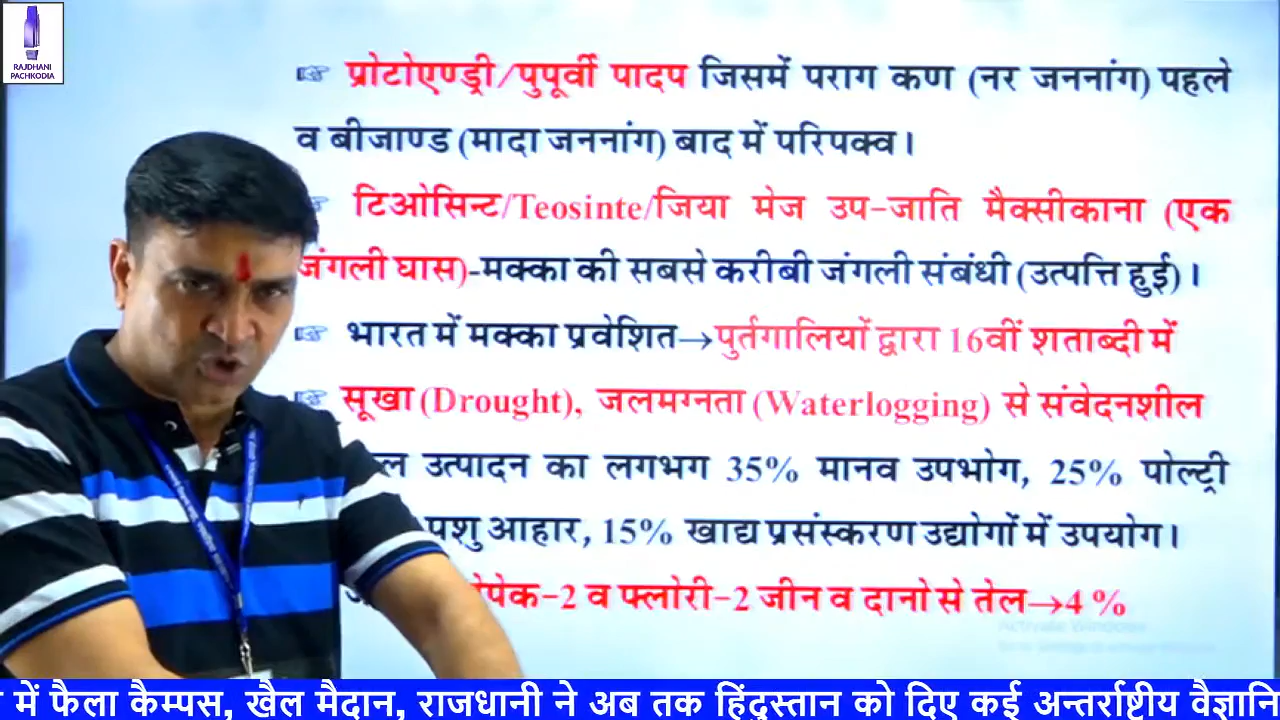 RAJDHANI
PACHKODIA
☞ प्रोटोएण्ड्री/पुपूर्वी पादप जिसमें पराग कण (नर जननांग) पहले
व बीजाण्ड (मादा जननांग) बाद में परिपक्व।
टिओसिन्ट/Teosinte/जिया मेज उप-जाति मैक्सीकाना (एक
जंगली घास)-मक्का की सबसे करीबी जंगली संबंधी (उत्पत्ति हुई)।
☞ भारत में मक्का प्रवेशित→पुर्तगालियों द्वारा 16वीं शताब्दी में
☞ सूखा (Drought), जलमग्नता (Waterlogging) से संवेदनशील
उत्पादन का लगभग 35% मानव उपभोग, 25% पोल्ट्री
पशु आहार, 15% खाद्य प्रसंस्करण उद्योगों में उपयोग।
व फ्लोरी-2 जीन व दानो से तेल→4 %
Activate Windows
में फैला कैम्पस, खैल मैदान, राजधानी ने अब तक हिंदुस्तान को दिए कई अन्तर्राष्ट्रीय